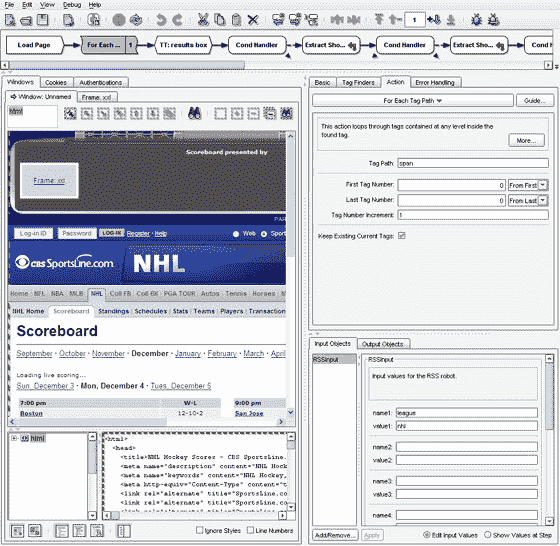 File Edit View Debug Help
1
Load Page
For Each ... 1
TT: results box
Cond Handler
Extract Sho...
Cond Handler
Extract Sho...
Cond H
Windows Cookies Authentications
Window: Unnamed Frame: xxl
html
Scoreboard presented by
Frame: xxl
PAR
Log-in ID Password LOG-IN Register · Help Web Sport
CBS SportsLine.com NHL
Home NFL NBA MLB NHL Coll FB Coll BK PGA TOUR Autos Tennis Horses
NHL Home Scoreboard Standings Schedules Stats Teams Players Transaction
Scoreboard
September · October · November · December · January · February · March · April
Loading live scoring...
Sun, December 3 · Mon, December 4 · Tues, December 5
7:00 pm W-L 9:00 pm
Boston 12-10-2 San Jose
html
<html>
<head>
<title>NHL Hockey Scores - CBS SportsLine.
<meta name="description" content="NHL Hock
<meta name="keywords" content="NHL Hockey,
<meta http-equiv="Content-Type" content="t
<link rel="alternate" title="SportsLine.co
<link rel="alternate" title="SportsLine.co
<link rel="alternate" title="SportsLine.co
Ignore Styles Line Numbers
Basic Tag Finders Action Error Handling
For Each Tag Path Guide...
This action loops through tags contained at any level inside the
found tag.
More...
Tag Path: span
First Tag Number: 0 From First
Last Tag Number: 0 From Last
Tag Number Increment: 1
Keep Existing Current Tags:
Input Objects Output Objects
RSSInput
RSSInput
Input values for the RSS robot.
name1: league
value1: nhl
name2:
value2:
name3:
value3:
name4:
Add/Remove... Apply Edit Input Values Show Values at Step